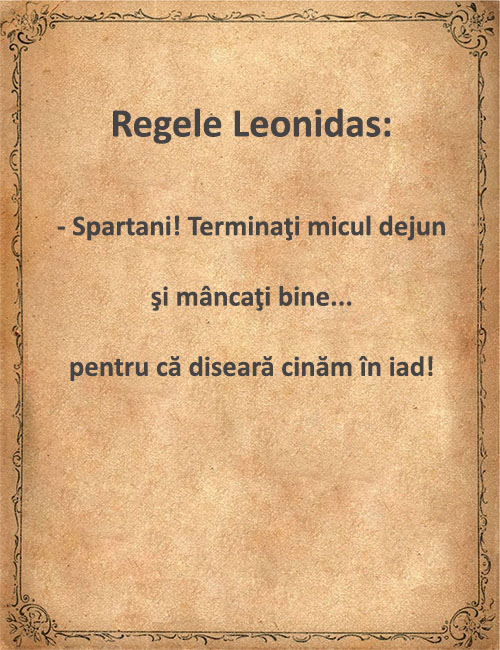 Regele Leonidas:
- Spartani! Terminaţi micul dejun
şi mâncaţi bine...
pentru că diseară cinăm în iad!